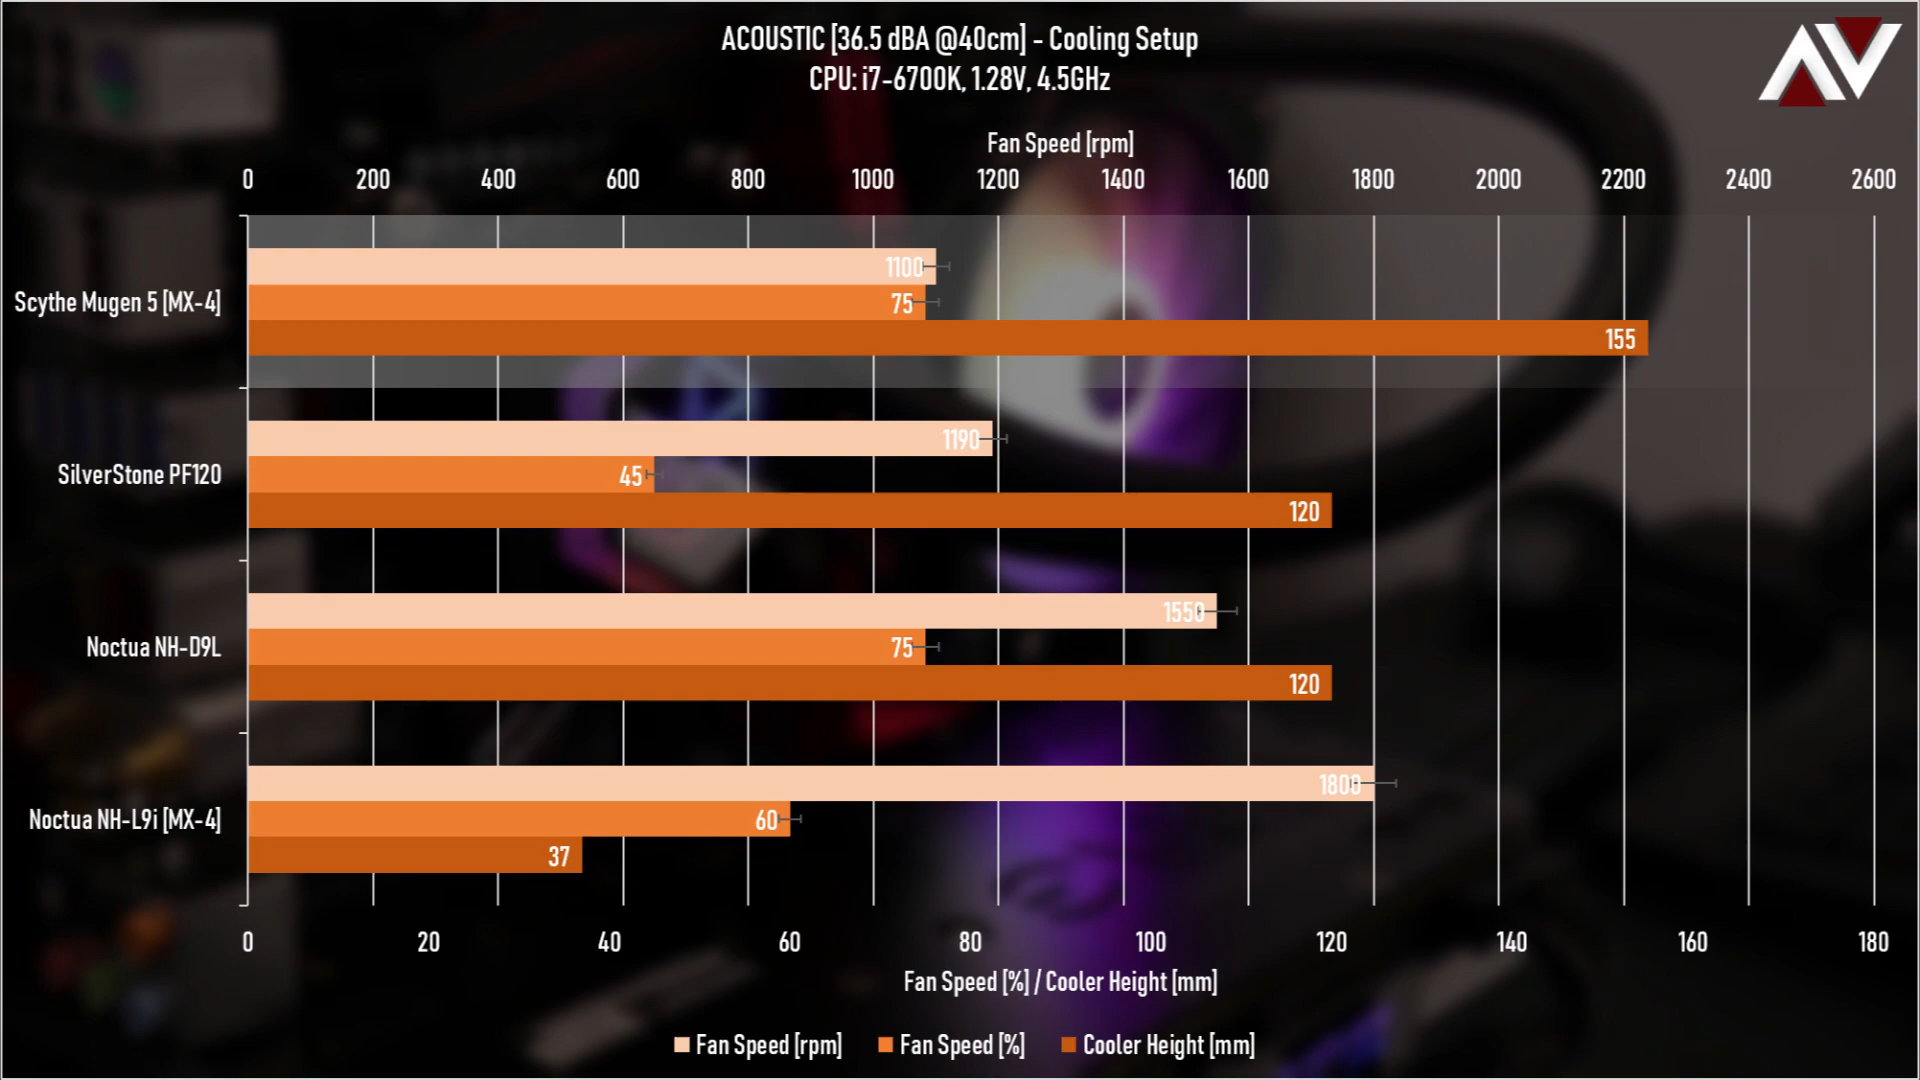 ACOUSTIC [36.5 dBA @40cm] - Cooling Setup
CPU: i7-6700K, 1.28V, 4.5GHz
Fan Speed [rpm]
0 200 400 600 800 1000 1200 1400 1600 1800 2000 2200 2400 2600
Scythe Mugen 5 [MX-4]
1100
75
155
SilverStone PF120
1190
45
120
Noctua NH-D9L
1550
75
120
Noctua NH-L9i [MX-4]
1800
60
37
0 20 40 60 80 100 120 140 160 180
Fan Speed [%] / Cooler Height [mm]
Fan Speed [rpm] Fan Speed [%] Cooler Height [mm]